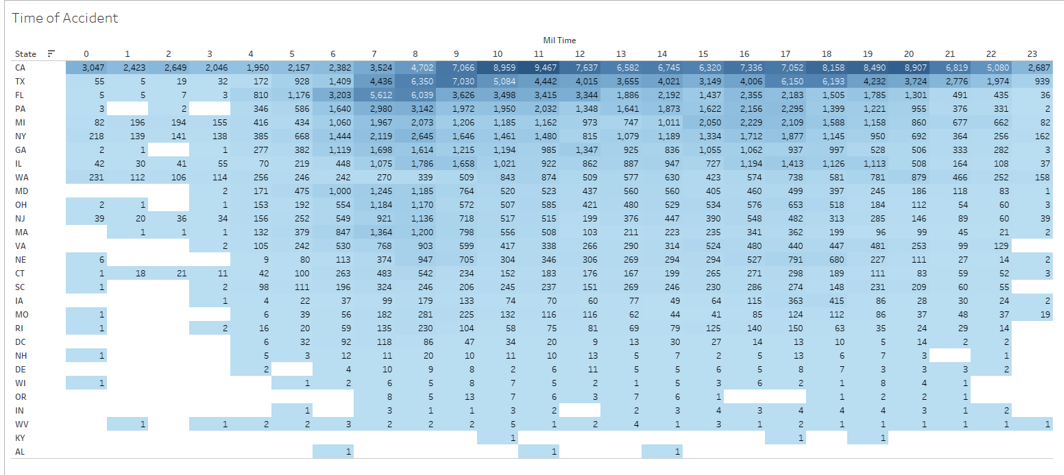 Time of Accident
Mil Time
State 0 1 2 3 4 5 6 7 8 9 10 11 12 13 14 15 16 17 18 19 20 21 22 23
CA 3,047 2,423 2,649 2,046 1,950 2,157 2,382 3,524 4,702 7,066 8,959 9,467 7,637 6,582 6,745 6,320 7,336 7,052 8,158 8,490 8,907 6,819 5,080 2,687
TX 55 5 19 32 172 928 1,409 4,436 6,350 7,030 5,084 4,442 4,015 3,655 4,021 3,149 4,006 6,150 6,193 4,232 3,724 2,776 1,974 939
FL 5 5 7 3 810 1,176 3,203 5,612 6,039 3,626 3,498 3,415 3,344 1,886 2,192 1,437 2,355 2,183 1,505 1,785 1,301 491 435 36
PA 3 2 346 586 1,640 2,980 3,142 1,972 1,950 2,032 1,348 1,641 1,873 1,622 2,156 2,295 1,399 1,221 955 376 331 2
MI 82 196 194 155 416 434 1,060 1,967 2,073 1,206 1,185 1,162 973 747 1,011 2,050 2,229 2,109 1,588 1,158 860 677 662 82
NY 218 139 141 138 385 668 1,444 2,119 2,645 1,646 1,461 1,480 815 1,079 1,189 1,334 1,712 1,877 1,145 950 692 364 256 162
GA 2 1 1 277 382 1,119 1,698 1,614 1,215 1,194 985 1,347 925 836 1,055 1,062 937 997 528 506 333 282 3
IL 42 30 41 55 70 219 448 1,075 1,786 1,658 1,021 922 862 887 947 727 1,194 1,413 1,126 1,113 508 164 108 37
WA 231 112 106 114 256 246 242 270 339 509 843 874 509 577 630 423 574 738 581 781 879 466 252 158
MD 2 171 475 1,000 1,245 1,185 764 520 523 437 560 560 405 460 499 397 245 186 118 83 1
OH 2 1 1 153 192 554 1,184 1,170 572 507 585 421 480 529 534 576 653 518 184 112 54 60 3
NJ 39 20 36 34 156 252 549 921 1,136 718 517 515 199 376 447 390 548 482 313 285 146 89 60 39
MA 1 1 1 132 379 847 1,364 1,200 798 556 508 103 211 223 235 341 362 199 96 99 45 21 2
VA 2 105 242 530 768 903 599 417 338 266 290 314 524 480 440 447 481 253 99 129
NE 6 9 80 113 374 947 705 304 346 306 269 294 294 527 791 680 227 111 27 14 2
CT 1 18 21 11 42 100 263 483 542 234 152 183 176 167 199 265 271 298 189 111 83 59 52 3
SC 1 2 98 111 196 324 246 206 245 237 151 269 246 230 286 274 148 231 209 60 55
IA 1 4 22 37 99 179 133 74 70 60 77 49 64 115 363 415 86 28 30 24 2
MO 1 6 39 56 182 281 225 132 116 116 62 44 41 85 124 112 86 37 48 37 19
RI 1 2 16 20 59 135 230 104 58 75 81 69 79 125 140 150 63 35 24 29 14
DC 6 32 92 118 86 47 34 20 9 13 30 27 14 13 10 5 14 2 2
NH 1 5 3 12 11 20 10 11 10 13 5 7 2 5 13 6 7 3 1
DE 2 4 10 9 8 2 6 11 5 5 6 5 8 7 3 3 3 2
WI 1 1 2 6 5 8 7 5 2 1 5 3 6 2 1 8 4 1
OR 8 5 13 7 6 3 7 6 1 1 2 2 1
IN 1 3 1 1 3 2 2 3 4 3 4 4 4 3 1 2
WV 1 1 2 2 3 2 2 2 5 1 2 4 1 3 1 2 1 1 1 1 1 1
KY 1 1 1
AL 1 1 1